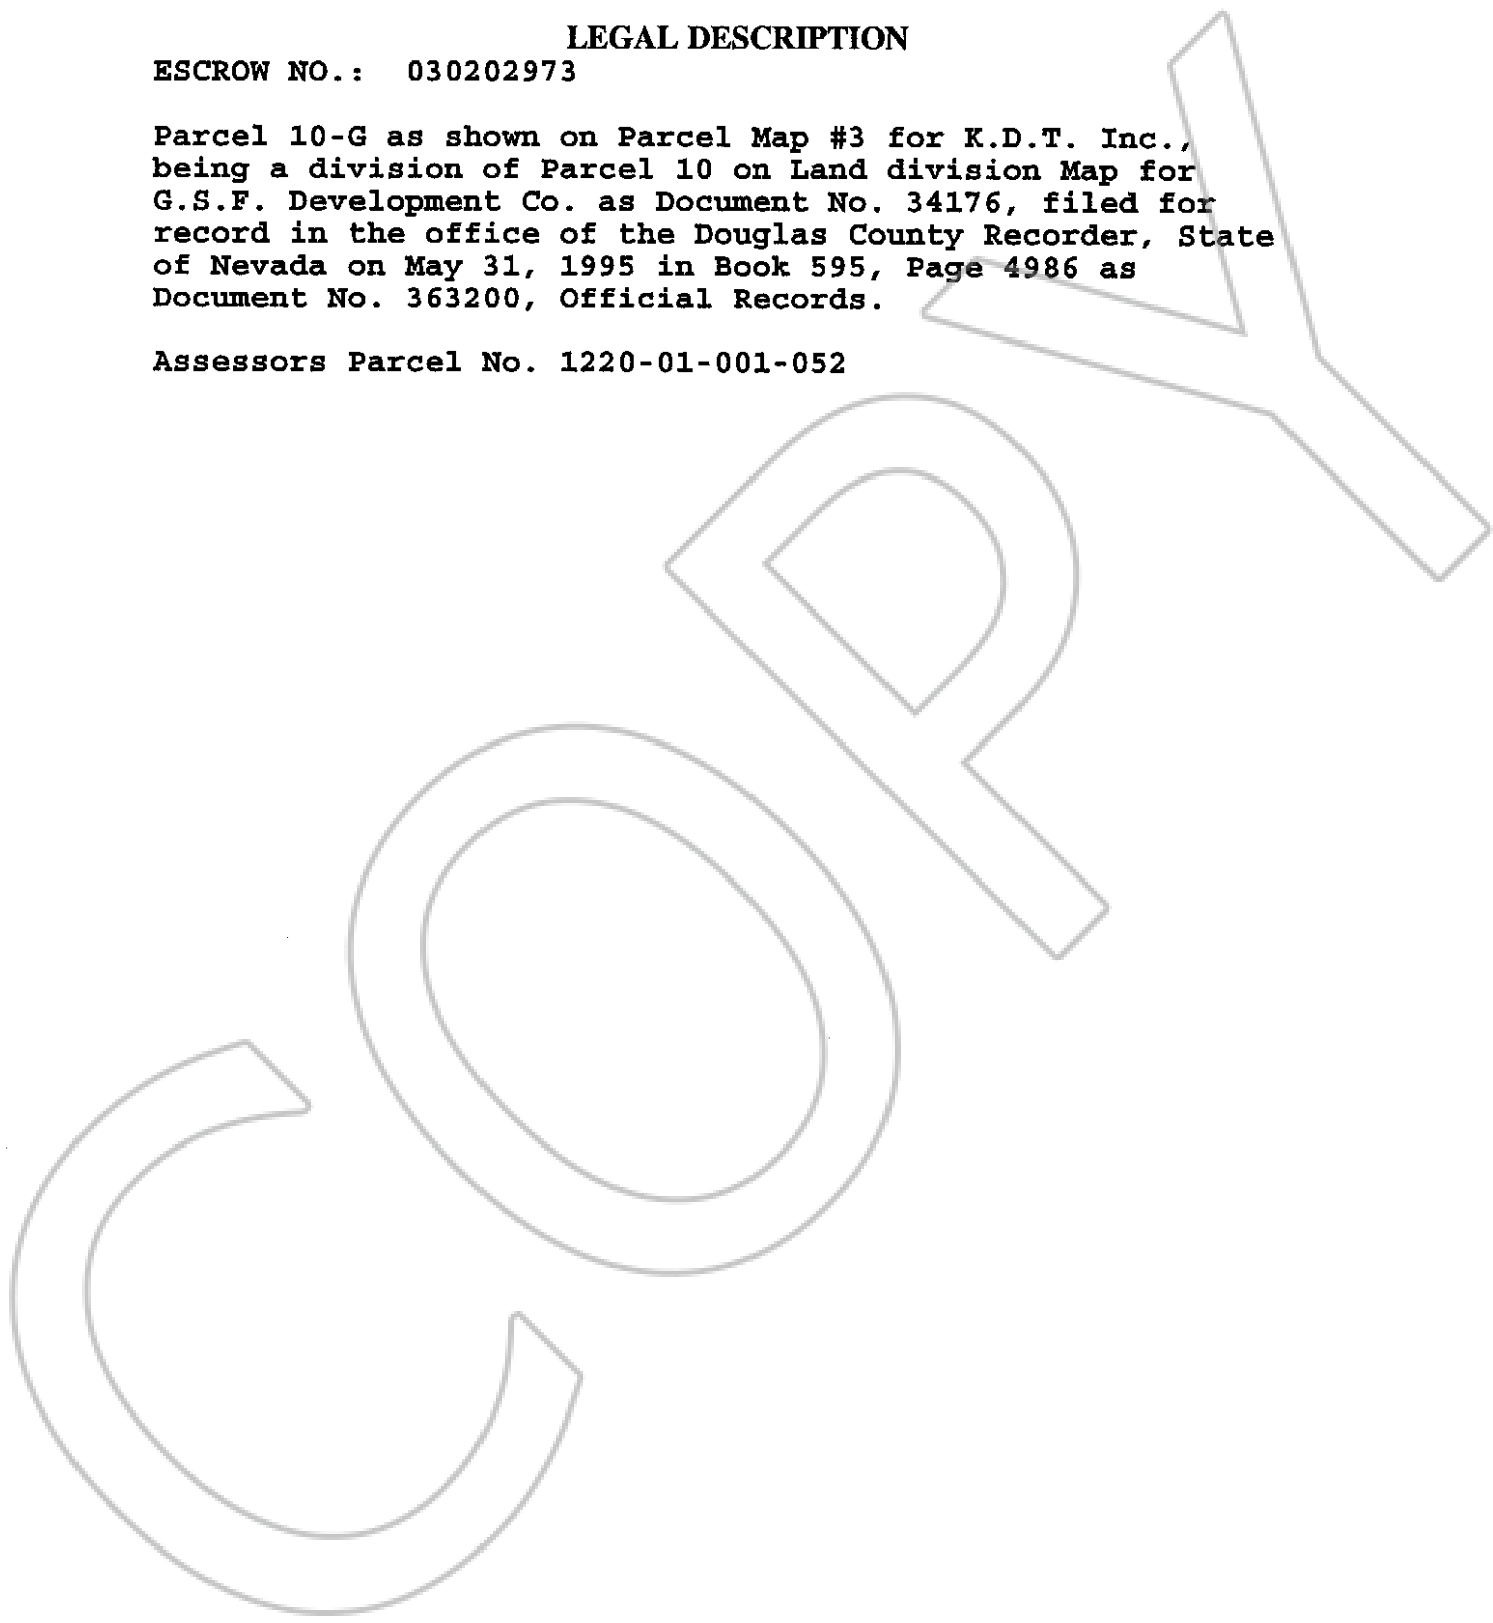 LEGAL DESCRIPTION
ESCROW NO.: 030202973
Parcel 10-G as shown on Parcel Map #3 for K.D.T. Inc.,
being a division of Parcel 10 on Land division Map for
G.S.F. Development Co. as Document No. 34176, filed for
record in the office of the Douglas County Recorder, State
of Nevada on May 31, 1995 in Book 595, Page 4986 as
Document No. 363200, Official Records.
Assessors Parcel No. 1220-01-001-052
COPY